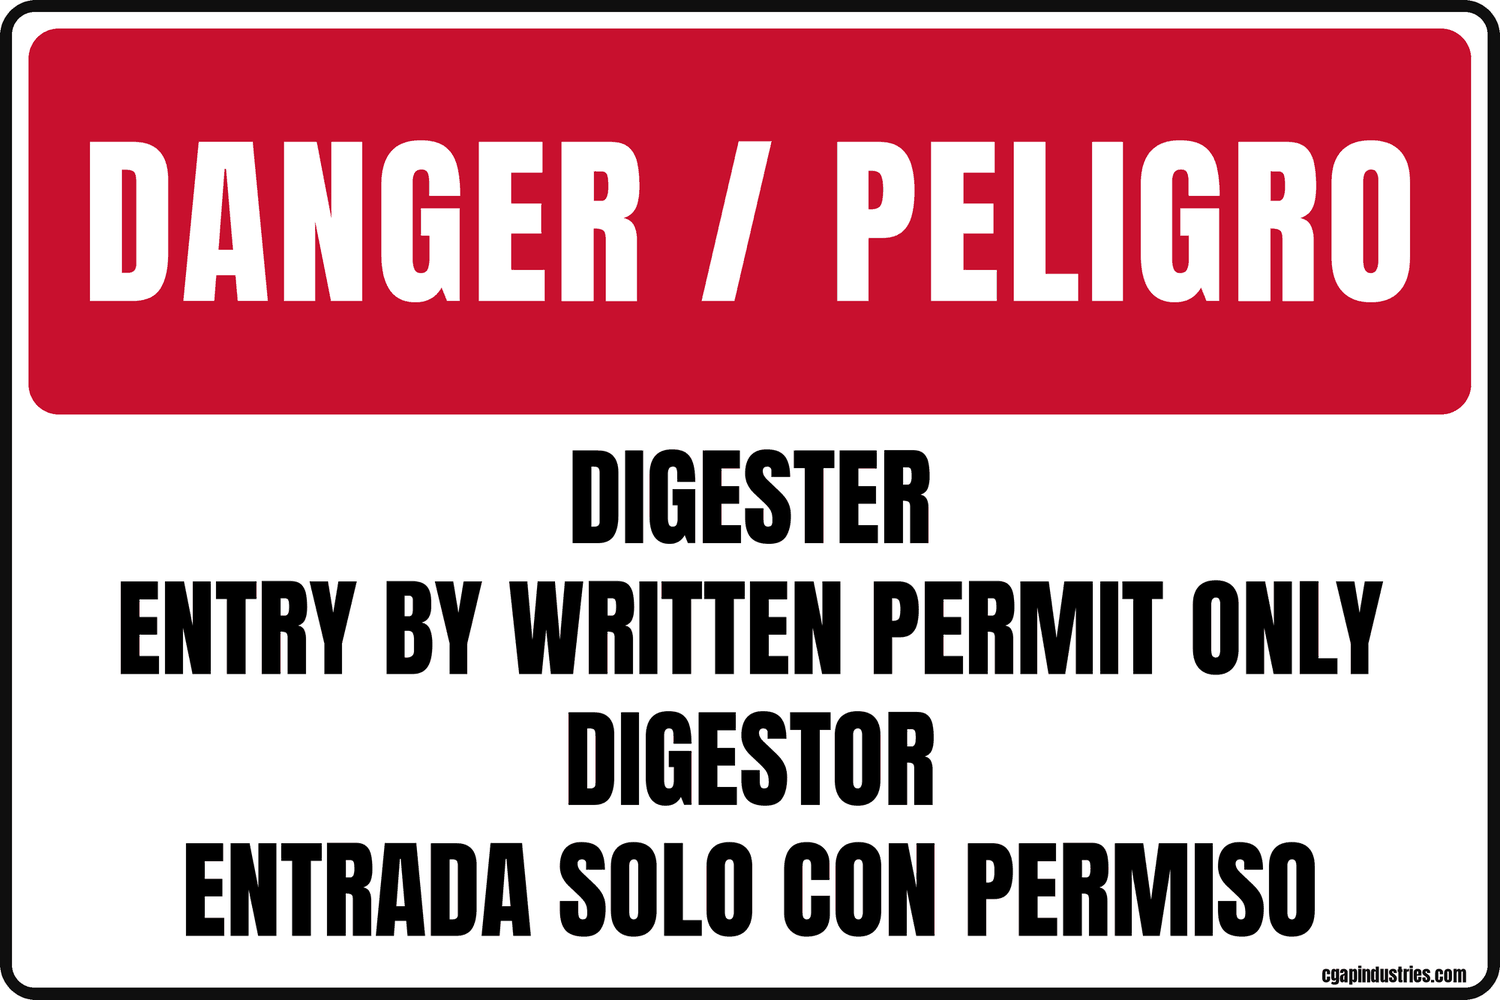 DANGER / PELIGRO
DIGESTER
ENTRY BY WRITTEN PERMIT ONLY
DIGESTOR
ENTRADA SOLO CON PERMISO
cgapindustries.com